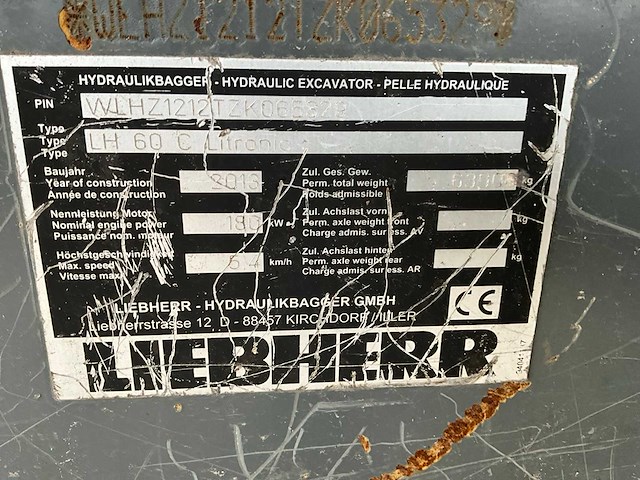 *WLHZ1212TZK065329*
HYDRAULIKBAGGER - HYDRAULIC EXCAVATOR - PELLE HYDRAULIQUE
PIN WLHZ1212TZK065329
Type
Type LH 60 C Litronic
Type
Baujahr
Year of construction 2013
Année de construction
Zul. Ges. Gew.
Perm. total weight kg
Poids admissible
Nennleistung Motor
Nominal engine power 190 kW
Puissance nom. moteur
Zul. Achslast vorn
Perm. axle weight front kg
Charge admis. sur ess. AV
Höchstgeschwindigkeit
Max. speed km/h
Vitesse max.
Zul. Achslast hinten
Perm. axle weight rear kg
Charge admis. sur ess. AR
LIEBHERR - HYDRAULIKBAGGER GMBH
Liebherrstrasse 12, D - 88457 KIRCHDORF / ILLER
CE
LIEBHERR